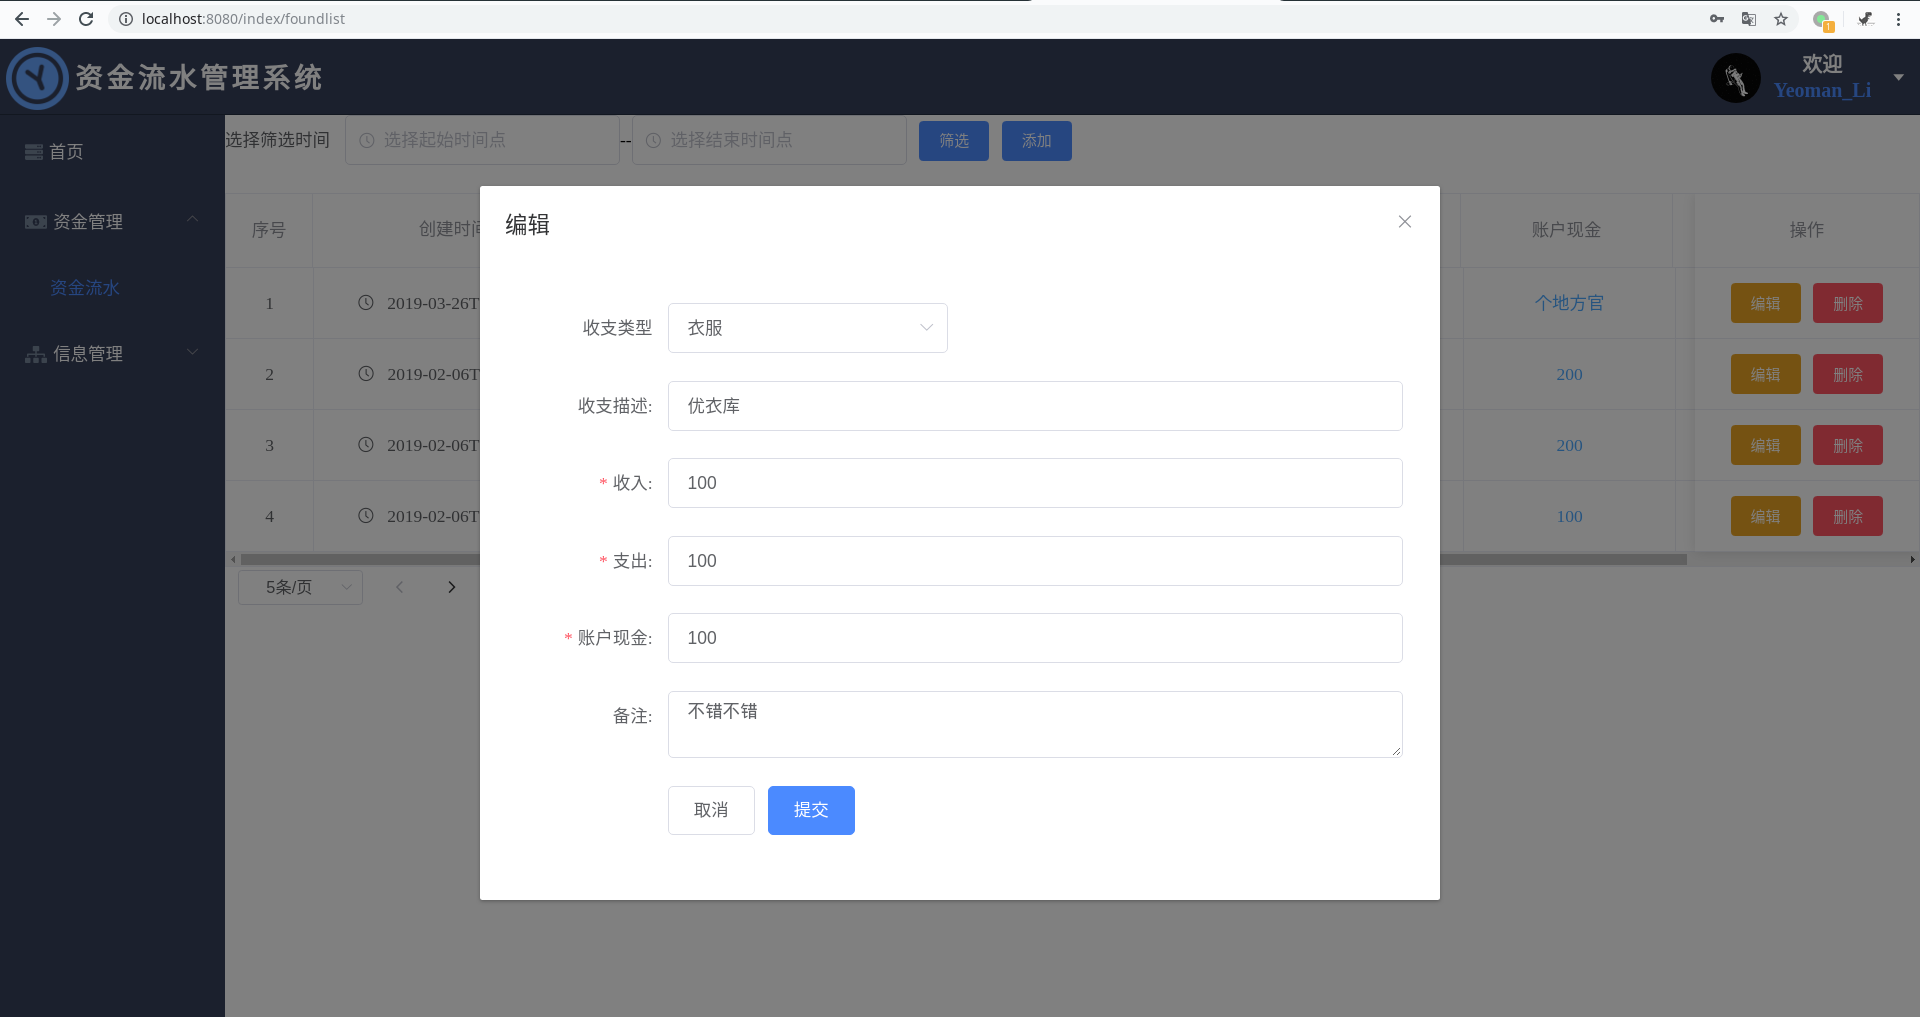 localhost:8080/index/foundlist
1
资金流水管理系统
欢迎
Yeoman_Li
首页
资金管理
资金流水
信息管理
选择筛选时间 选择起始时间点 -- 选择结束时间点 筛选 添加
序号 创建时间 账户现金 操作
1 2019-03-26T 个地方官 编辑 删除
2 2019-02-06T 200 编辑 删除
3 2019-02-06T 200 编辑 删除
4 2019-02-06T 100 编辑 删除
5条/页
编辑
收支类型 衣服
收支描述: 优衣库
* 收入: 100
* 支出: 100
* 账户现金: 100
备注: 不错不错
取消 提交